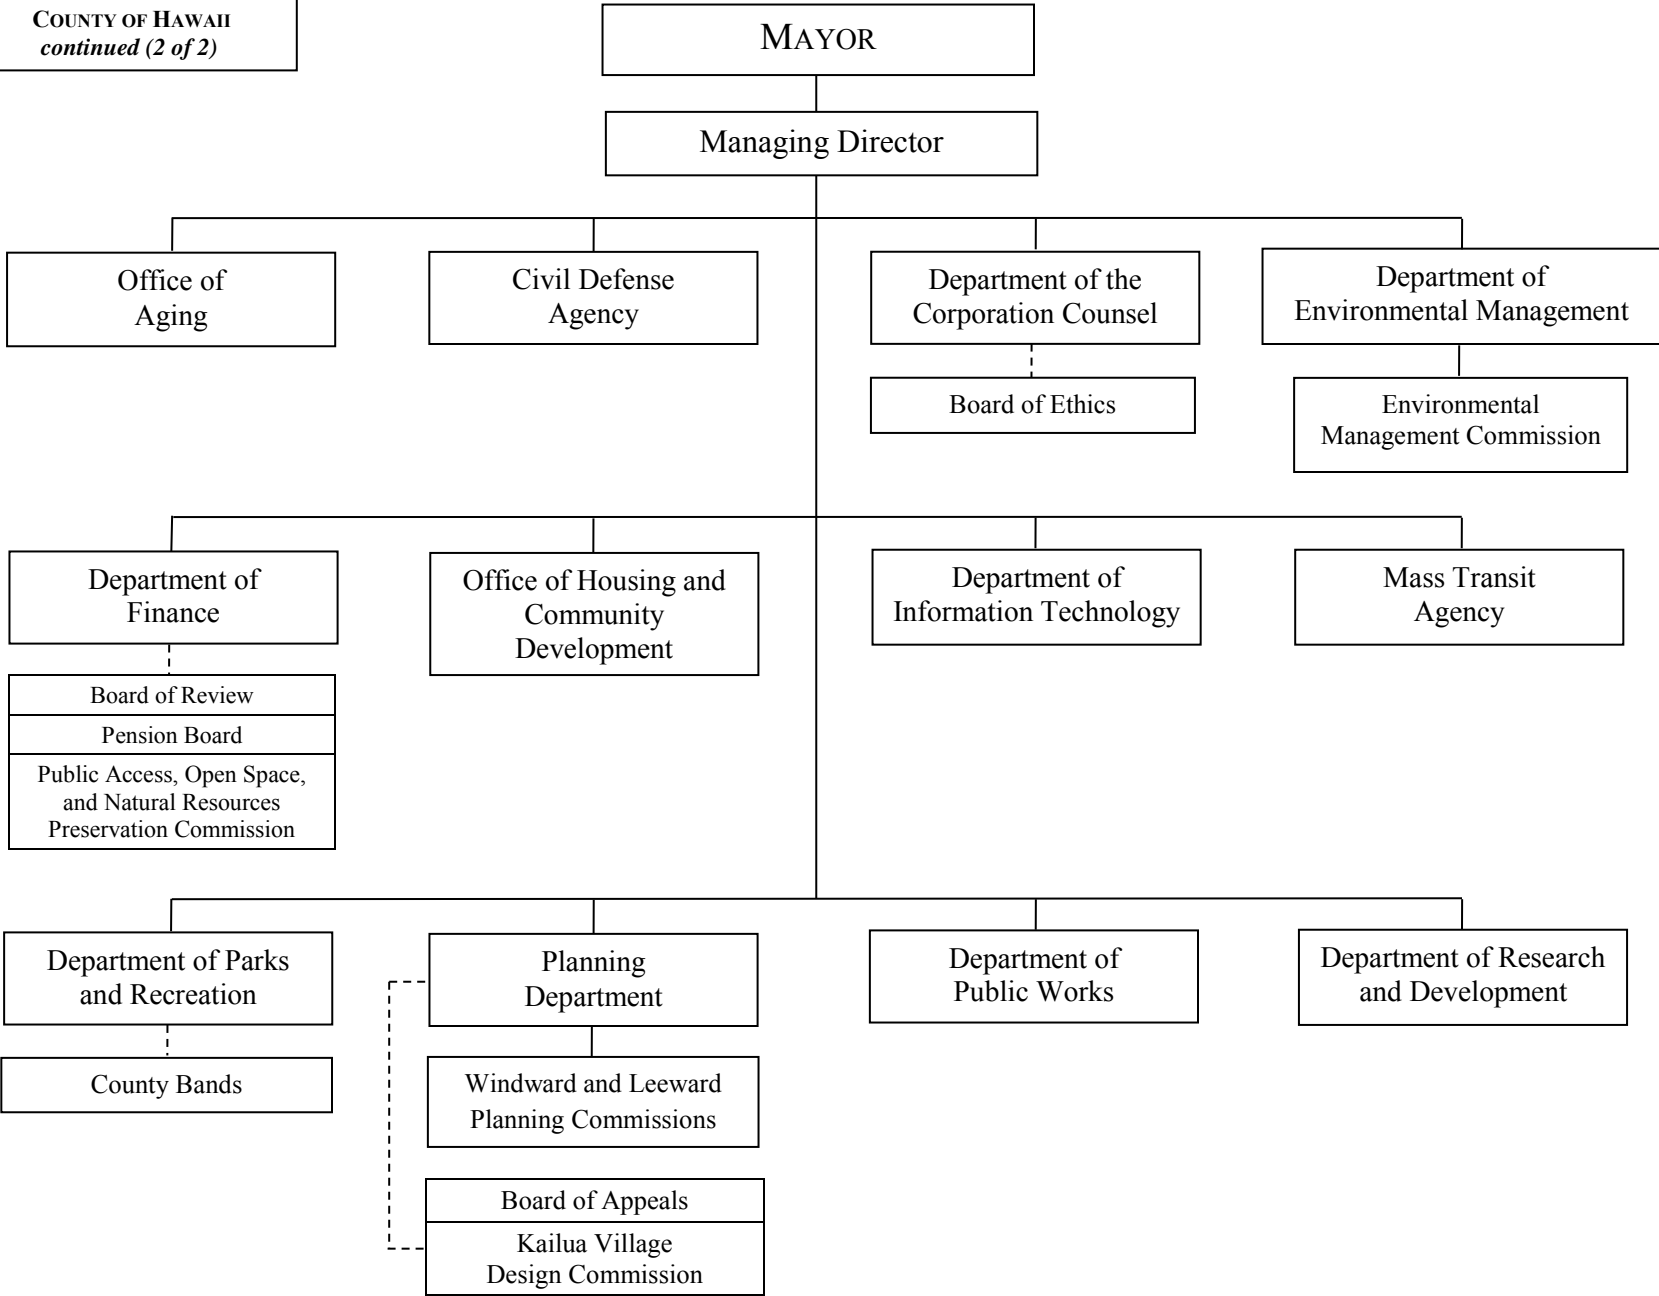 COUNTY OF HAWAII
continued (2 of 2)
MAYOR
Managing Director
Office of
Aging
Civil Defense
Agency
Department of the
Corporation Counsel
Department of
Environmental Management
Board of Ethics
Environmental
Management Commission
Department of
Finance
Office of Housing and
Community
Development
Department of
Information Technology
Mass Transit
Agency
Board of Review
Pension Board
Public Access, Open Space,
and Natural Resources
Preservation Commission
Department of Parks
and Recreation
Planning
Department
Department of
Public Works
Department of Research
and Development
County Bands
Windward and Leeward
Planning Commissions
Board of Appeals
Kailua Village
Design Commission